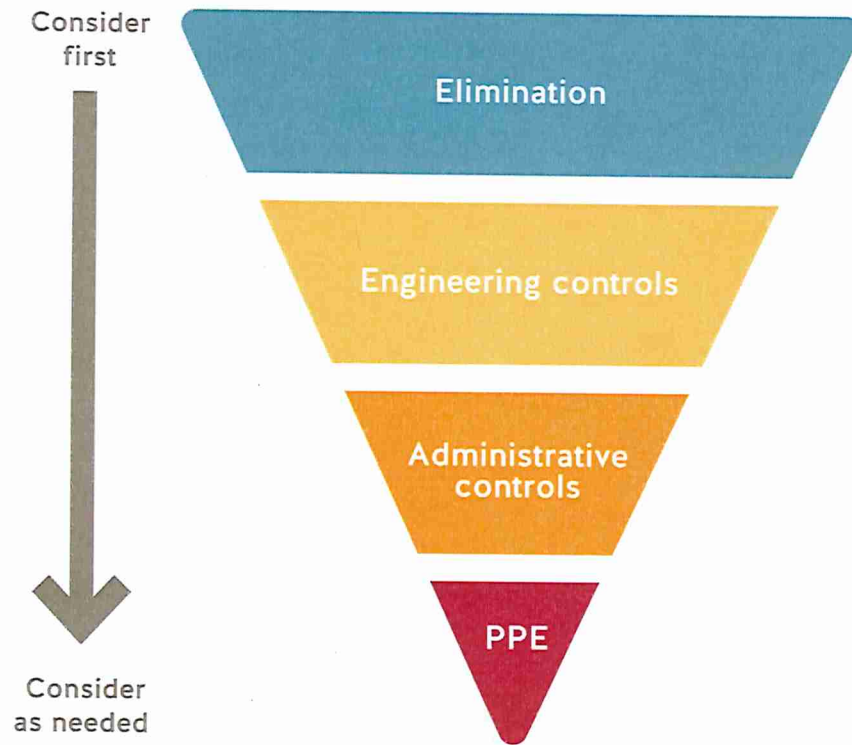 Consider
first
Elimination
Engineering controls
Administrative
controls
PPE
Consider
as needed